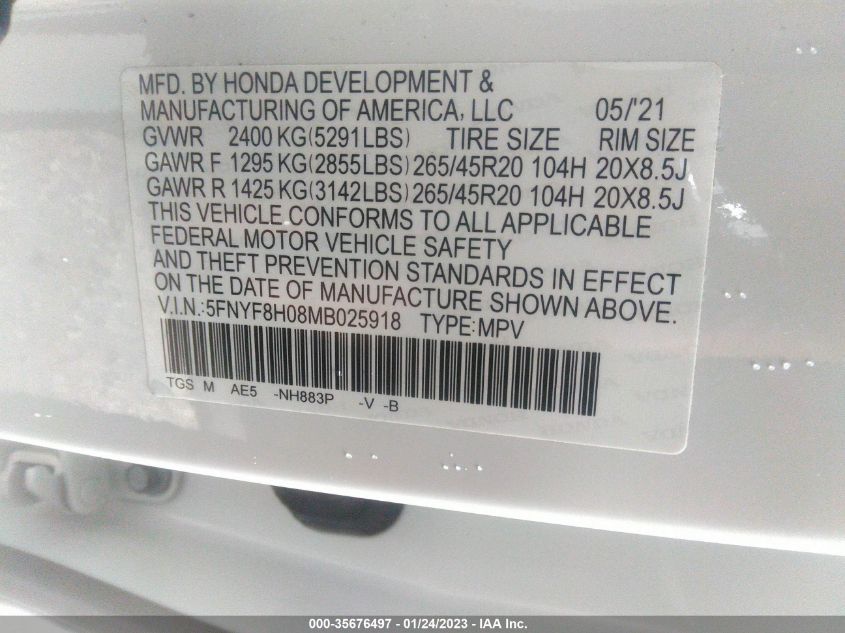 MFD. BY HONDA DEVELOPMENT &
MANUFACTURING OF AMERICA, LLC 05/'21
GVWR 2400 KG(5291LBS) TIRE SIZE RIM SIZE
GAWR F 1295 KG(2855LBS) 265/45R20 104H 20X8.5J
GAWR R 1425 KG(3142LBS) 265/45R20 104H 20X8.5J
THIS VEHICLE CONFORMS TO ALL APPLICABLE
FEDERAL MOTOR VEHICLE SAFETY
AND THEFT PREVENTION STANDARDS IN EFFECT
ON THE DATE OF MANUFACTURE SHOWN ABOVE.
V.I.N.:5FNYF8H08MB025918 TYPE:MPV
TGS M AE5 -NH883P -V -B
000-35676497 - 01/24/2023 - IAA Inc.